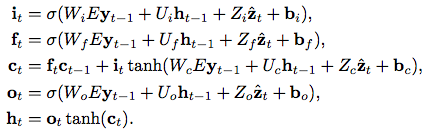 i_t = σ(W_i E y_{t−1} + U_i h_{t−1} + Z_i ẑ_t + b_i),
f_t = σ(W_f E y_{t−1} + U_f h_{t−1} + Z_f ẑ_t + b_f),
c_t = f_t c_{t−1} + i_t tanh(W_c E y_{t−1} + U_c h_{t−1} + Z_c ẑ_t + b_c),
o_t = σ(W_o E y_{t−1} + U_o h_{t−1} + Z_o ẑ_t + b_o),
h_t = o_t tanh(c_t).